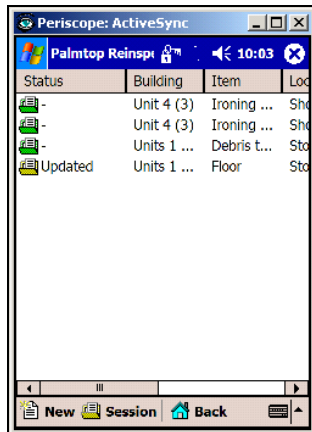 Periscope: ActiveSync
Palmtop Reinsp 10:03
Status Building Item Loc
- Unit 4 (3) Ironing ... Sho
- Unit 4 (3) Ironing ... Sho
- Units 1 ... Debris t... Sto
Updated Units 1 ... Floor Sto
New Session Back